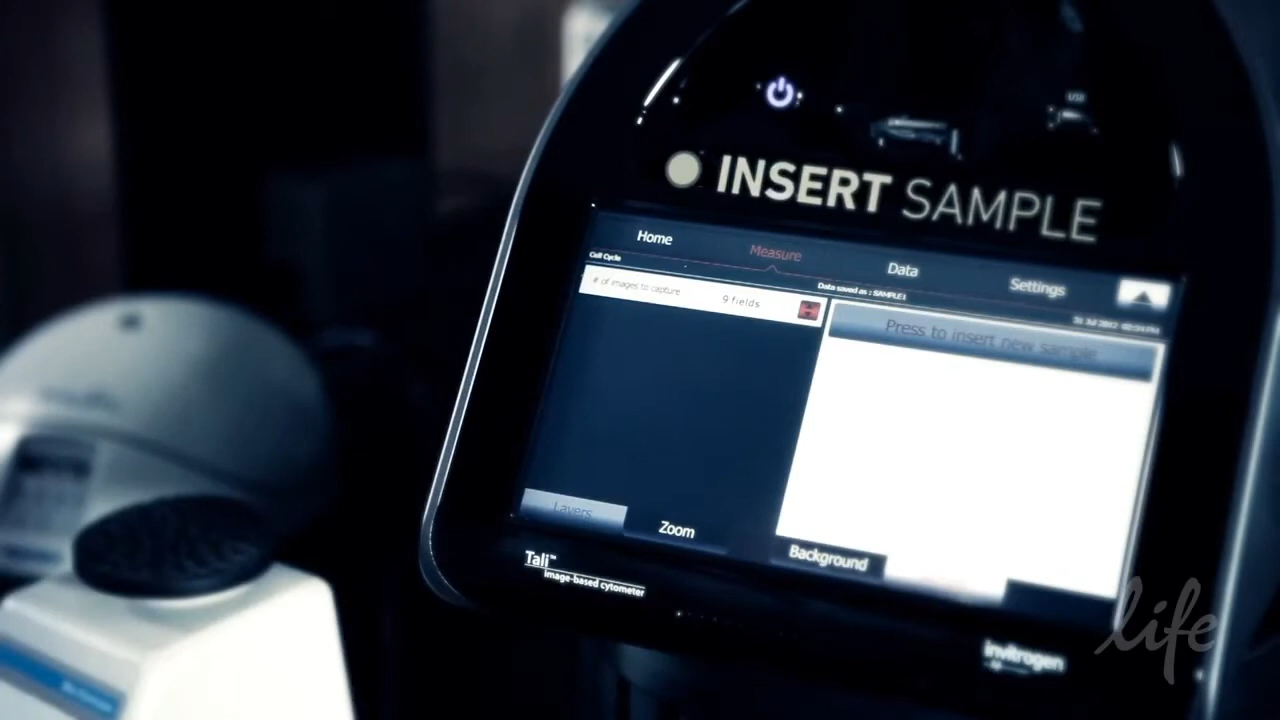 USB
INSERT SAMPLE
Home Measure Data Settings
Cell Cycle
Data saved as : SAMPLE1
# of images to capture 9 fields
Press to insert new sample
Layers Zoom
Background
Tali™
image-based cytometer
life
invitrogen